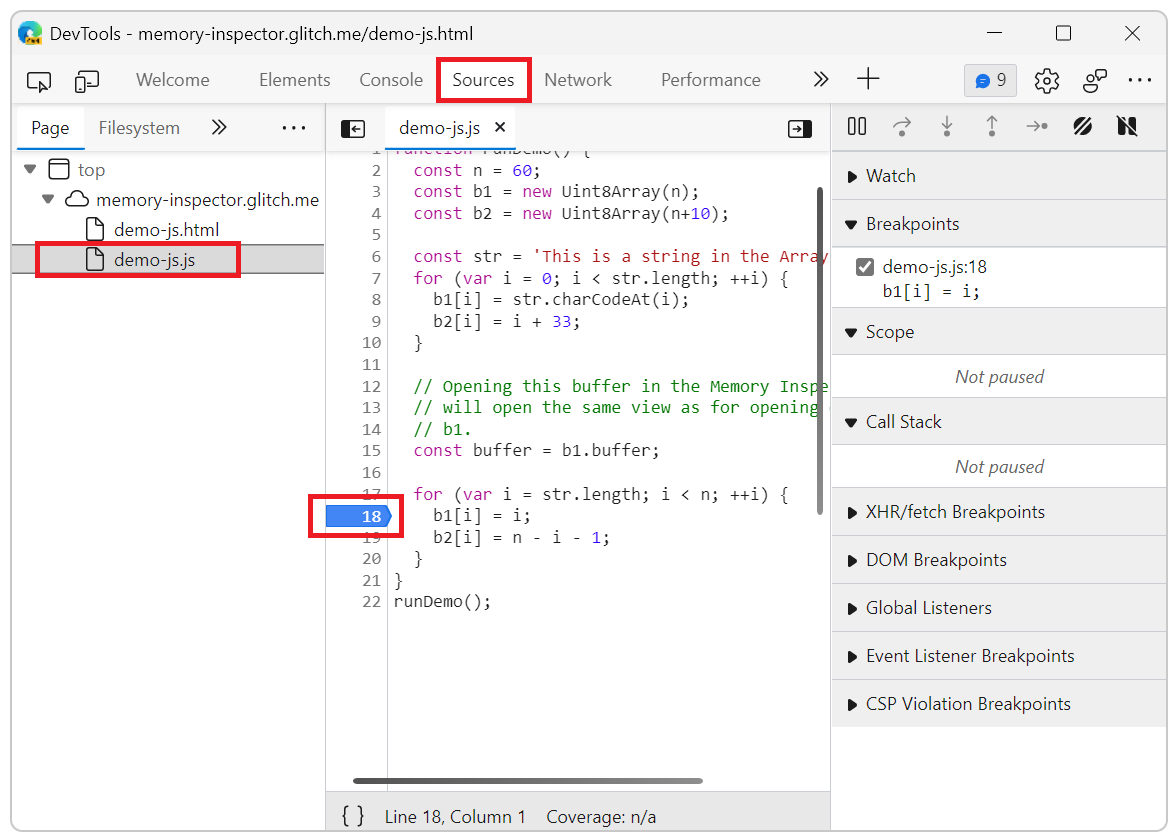 DevTools - memory-inspector.glitch.me/demo-js.html
Welcome Elements Console Sources Network Performance 9
Page Filesystem
top
memory-inspector.glitch.me
demo-js.html
demo-js.js
demo-js.js
1 function runDemo() {
2 const n = 60;
3 const b1 = new Uint8Array(n);
4 const b2 = new Uint8Array(n+10);
5
6 const str = 'This is a string in the Array
7 for (var i = 0; i < str.length; ++i) {
8 b1[i] = str.charCodeAt(i);
9 b2[i] = i + 33;
10 }
11
12 // Opening this buffer in the Memory Inspe
13 // will open the same view as for opening
14 // b1.
15 const buffer = b1.buffer;
16
17 for (var i = str.length; i < n; ++i) {
18 b1[i] = i;
19 b2[i] = n - i - 1;
20 }
21 }
22 runDemo();
{ } Line 18, Column 1 Coverage: n/a
Watch
Breakpoints
demo-js.js:18
b1[i] = i;
Scope
Not paused
Call Stack
Not paused
XHR/fetch Breakpoints
DOM Breakpoints
Global Listeners
Event Listener Breakpoints
CSP Violation Breakpoints